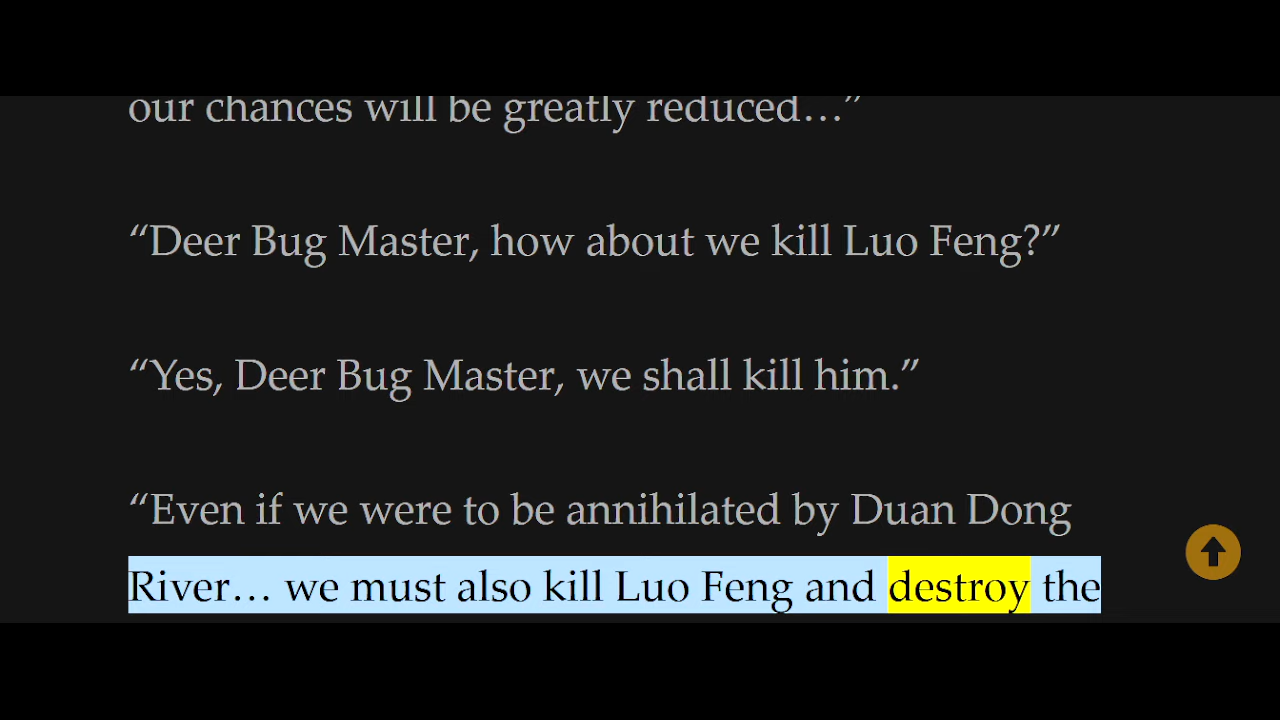 our chances will be greatly reduced…”
“Deer Bug Master, how about we kill Luo Feng?”
“Yes, Deer Bug Master, we shall kill him.”
“Even if we were to be annihilated by Duan Dong
River… we must also kill Luo Feng and destroy the